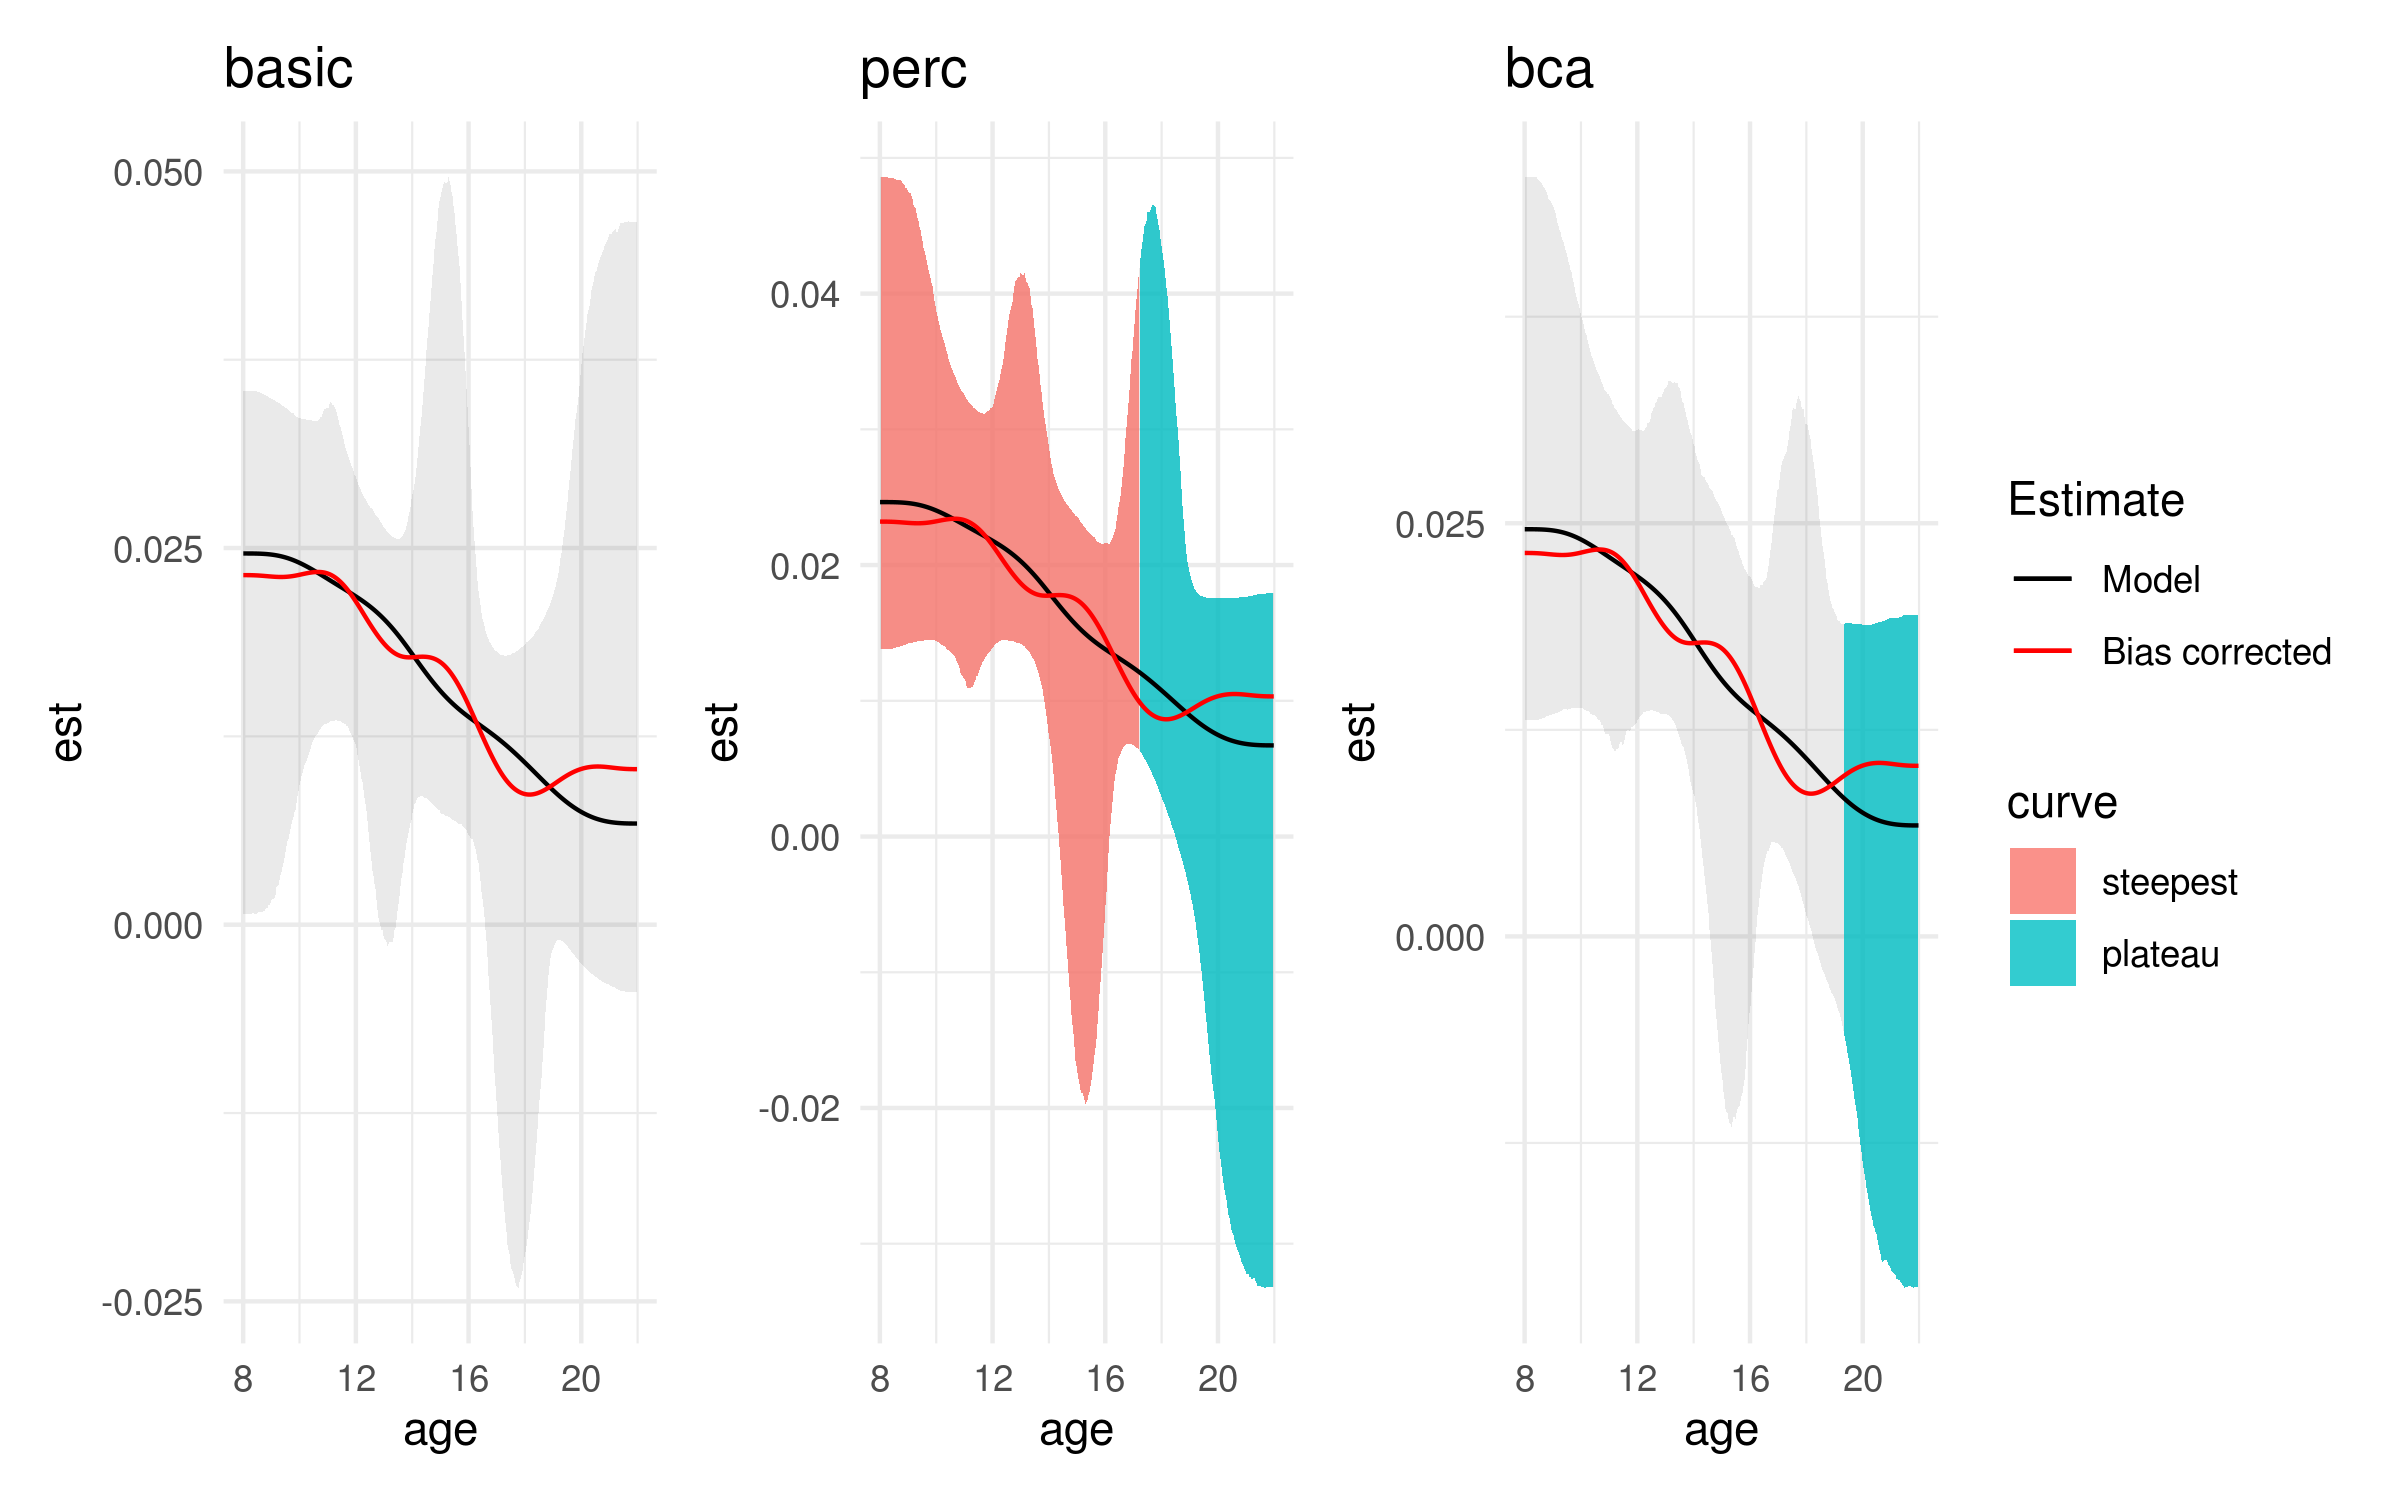 basic
perc
bca
0.050
0.025
0.000
-0.025
est
8 12 16 20
age
0.04
0.02
0.00
-0.02
est
8 12 16 20
age
0.025
0.000
est
8 12 16 20
age
Estimate
Model
Bias corrected
curve
steepest
plateau